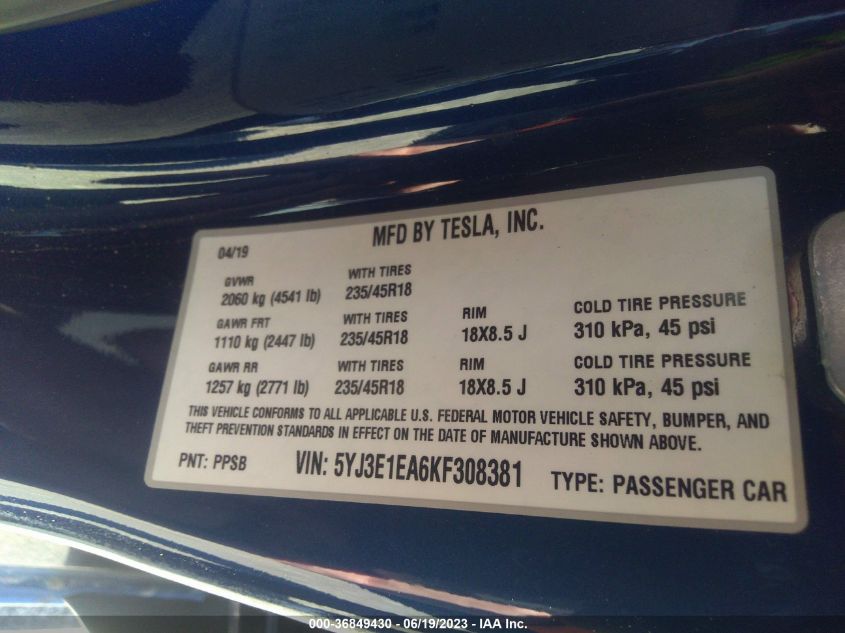 MFD BY TESLA, INC.
04/19
GVWR WITH TIRES
2060 kg (4541 lb) 235/45R18
GAWR FRT WITH TIRES RIM COLD TIRE PRESSURE
1110 kg (2447 lb) 235/45R18 18X8.5 J 310 kPa, 45 psi
GAWR RR WITH TIRES RIM COLD TIRE PRESSURE
1257 kg (2771 lb) 235/45R18 18X8.5 J 310 kPa, 45 psi
THIS VEHICLE CONFORMS TO ALL APPLICABLE U.S. FEDERAL MOTOR VEHICLE SAFETY, BUMPER, AND
THEFT PREVENTION STANDARDS IN EFFECT ON THE DATE OF MANUFACTURE SHOWN ABOVE.
PNT: PPSB VIN: 5YJ3E1EA6KF308381 TYPE: PASSENGER CAR
000-36849430 - 06/19/2023 - IAA Inc.